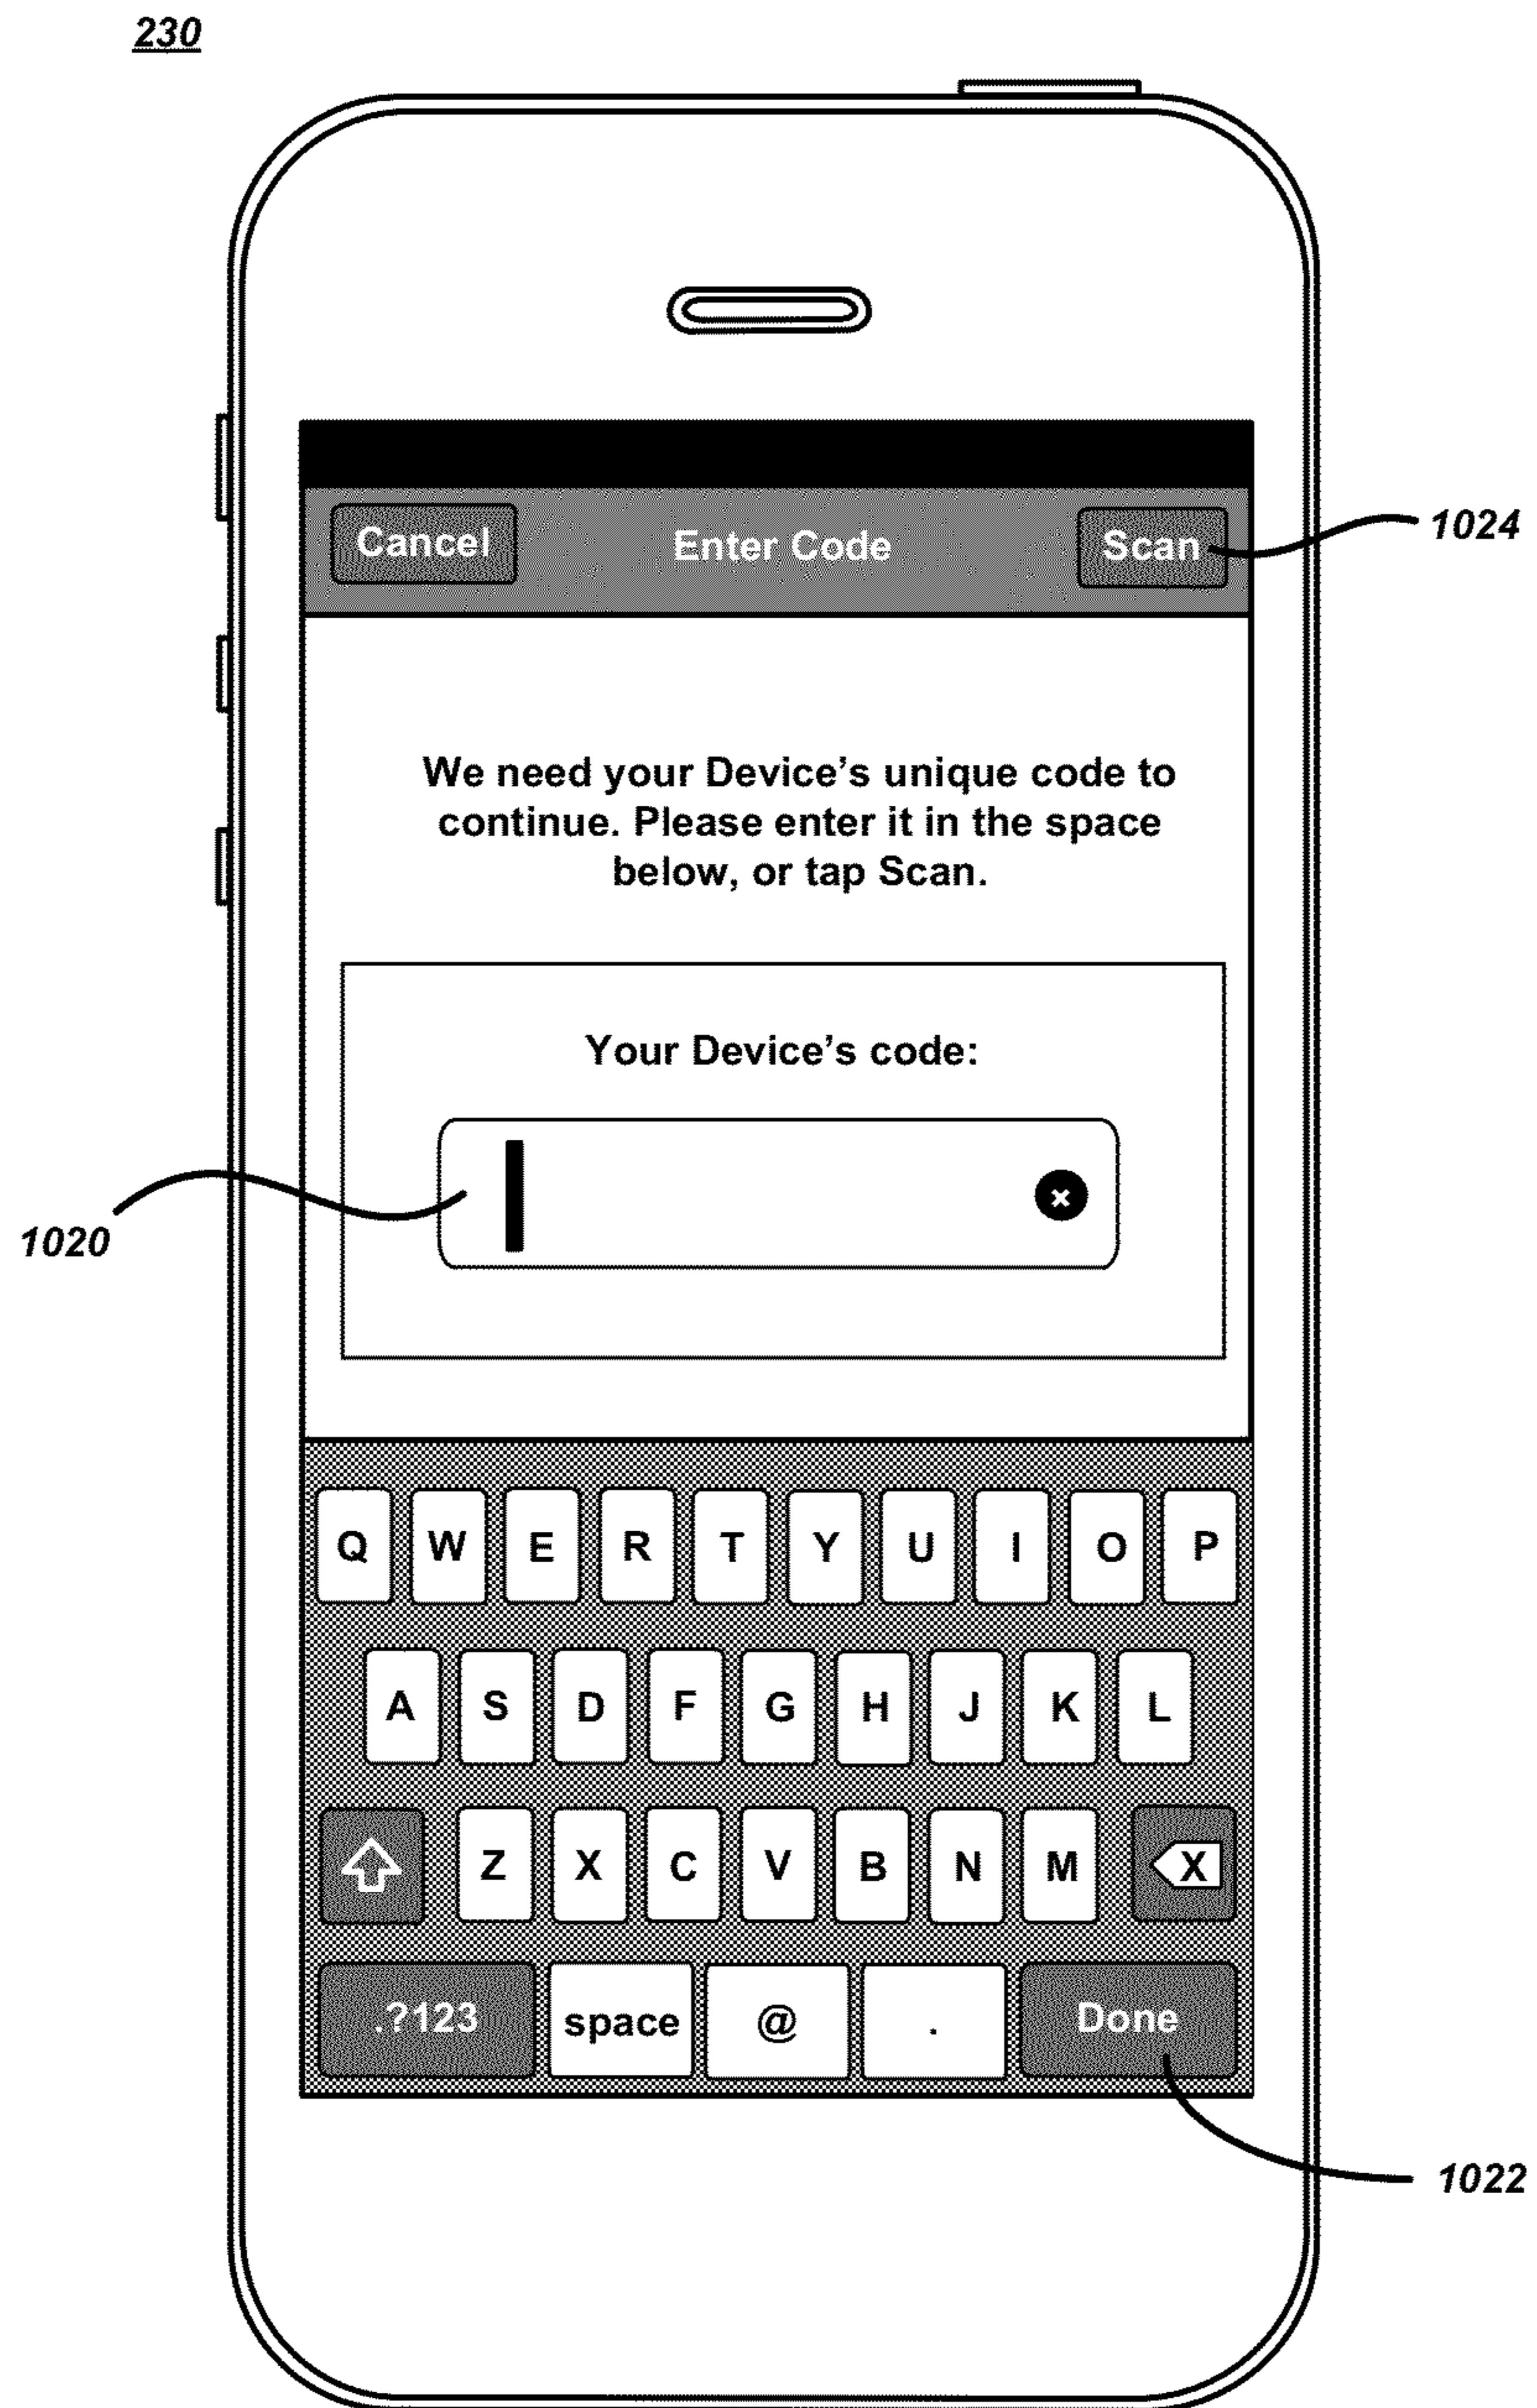 230
Cancel Enter Code Scan
1024
We need your Device's unique code to
continue. Please enter it in the space
below, or tap Scan.
Your Device's code:
1020
Q W E R T Y U I O P
A S D F G H J K L
Z X C V B N M X
.?123 space @ . Done
1022